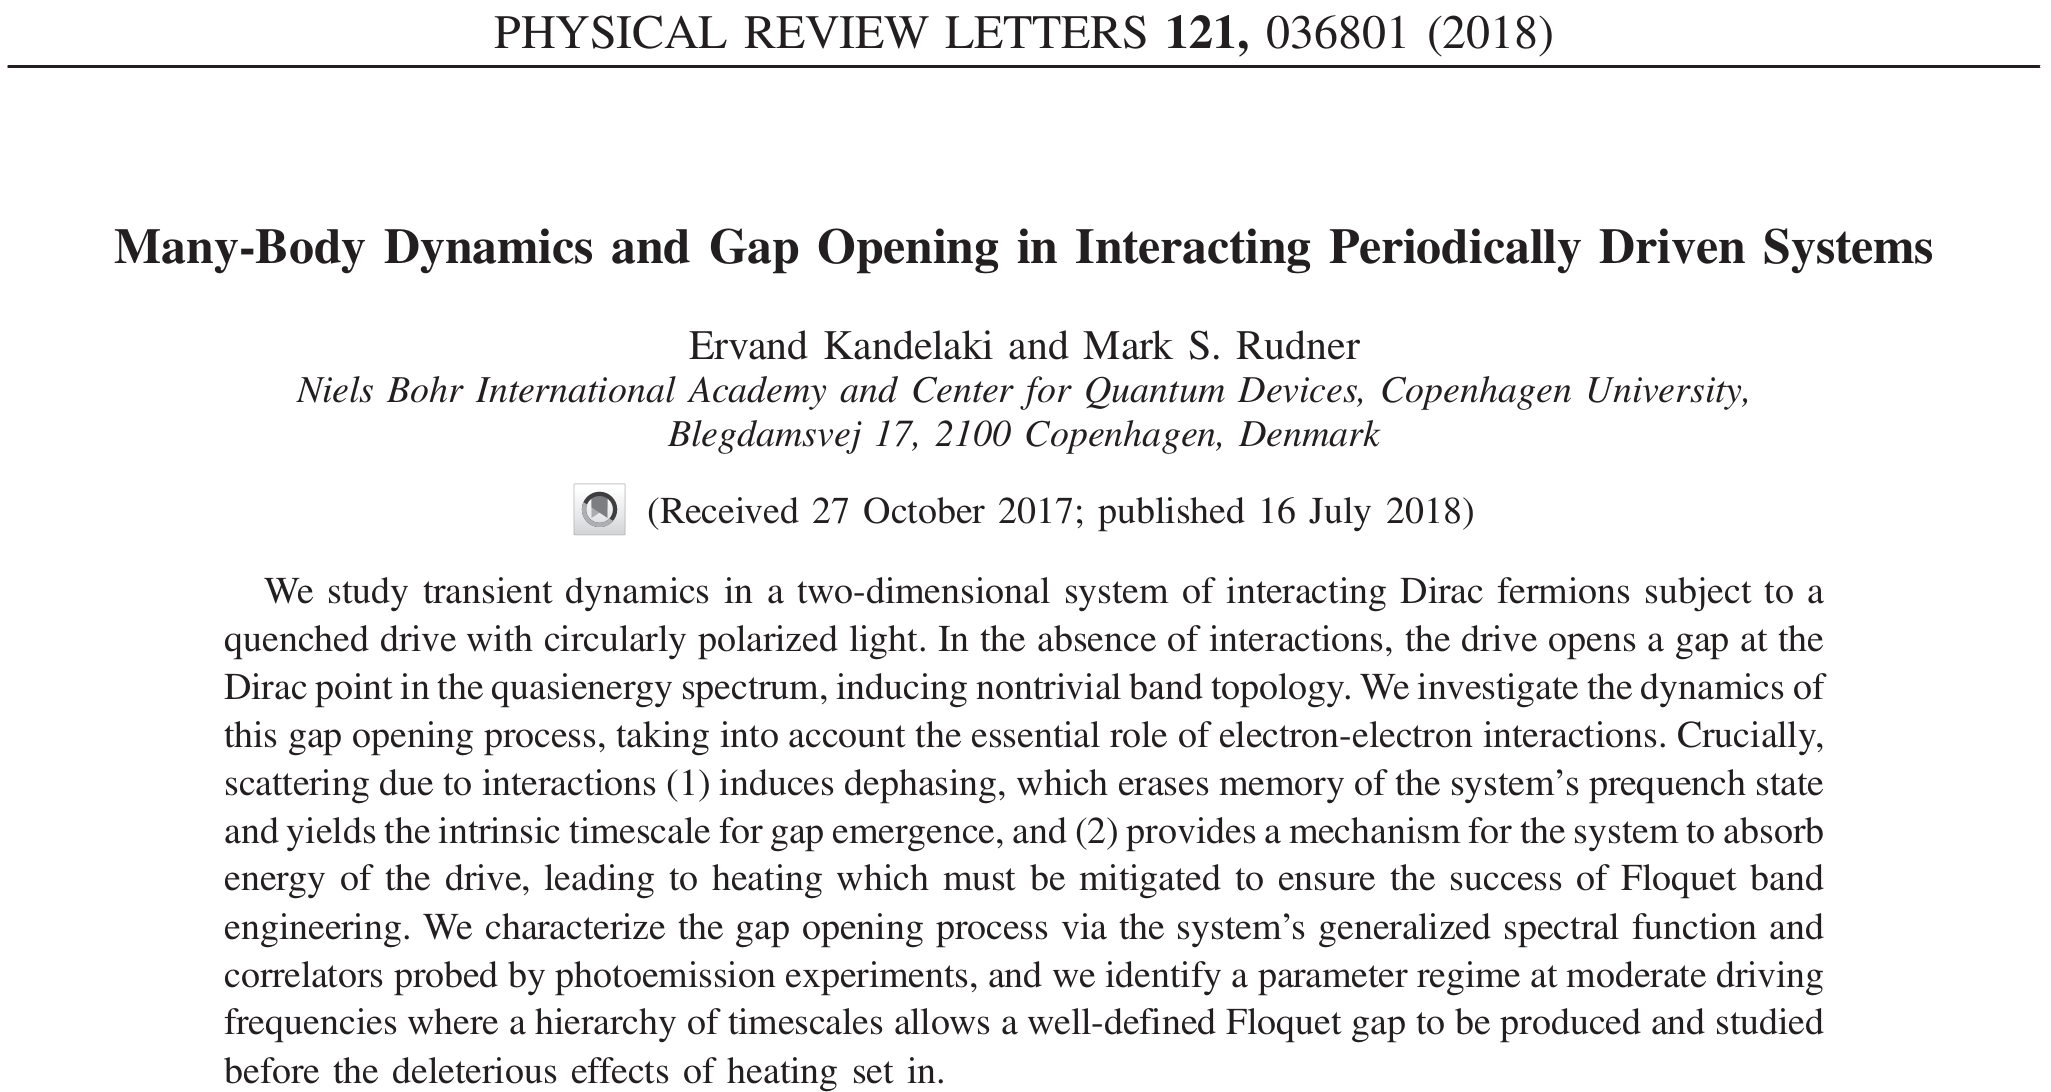 PHYSICAL REVIEW LETTERS 121, 036801 (2018)
Many-Body Dynamics and Gap Opening in Interacting Periodically Driven Systems
Ervand Kandelaki and Mark S. Rudner
Niels Bohr International Academy and Center for Quantum Devices, Copenhagen University,
Blegdamsvej 17, 2100 Copenhagen, Denmark
(Received 27 October 2017; published 16 July 2018)
We study transient dynamics in a two-dimensional system of interacting Dirac fermions subject to a
quenched drive with circularly polarized light. In the absence of interactions, the drive opens a gap at the
Dirac point in the quasienergy spectrum, inducing nontrivial band topology. We investigate the dynamics of
this gap opening process, taking into account the essential role of electron-electron interactions. Crucially,
scattering due to interactions (1) induces dephasing, which erases memory of the system’s prequench state
and yields the intrinsic timescale for gap emergence, and (2) provides a mechanism for the system to absorb
energy of the drive, leading to heating which must be mitigated to ensure the success of Floquet band
engineering. We characterize the gap opening process via the system’s generalized spectral function and
correlators probed by photoemission experiments, and we identify a parameter regime at moderate driving
frequencies where a hierarchy of timescales allows a well-defined Floquet gap to be produced and studied
before the deleterious effects of heating set in.